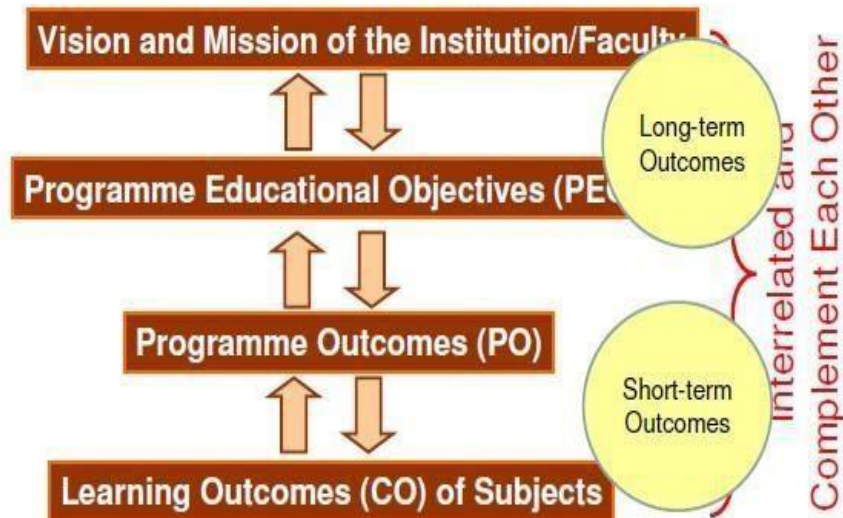 Vision and Mission of the Institution/Faculty
Long-term
Outcomes
Programme Educational Objectives (PEO
Programme Outcomes (PO)
Short-term
Outcomes
Learning Outcomes (CO) of Subjects
Interrelated and
Complement Each Other